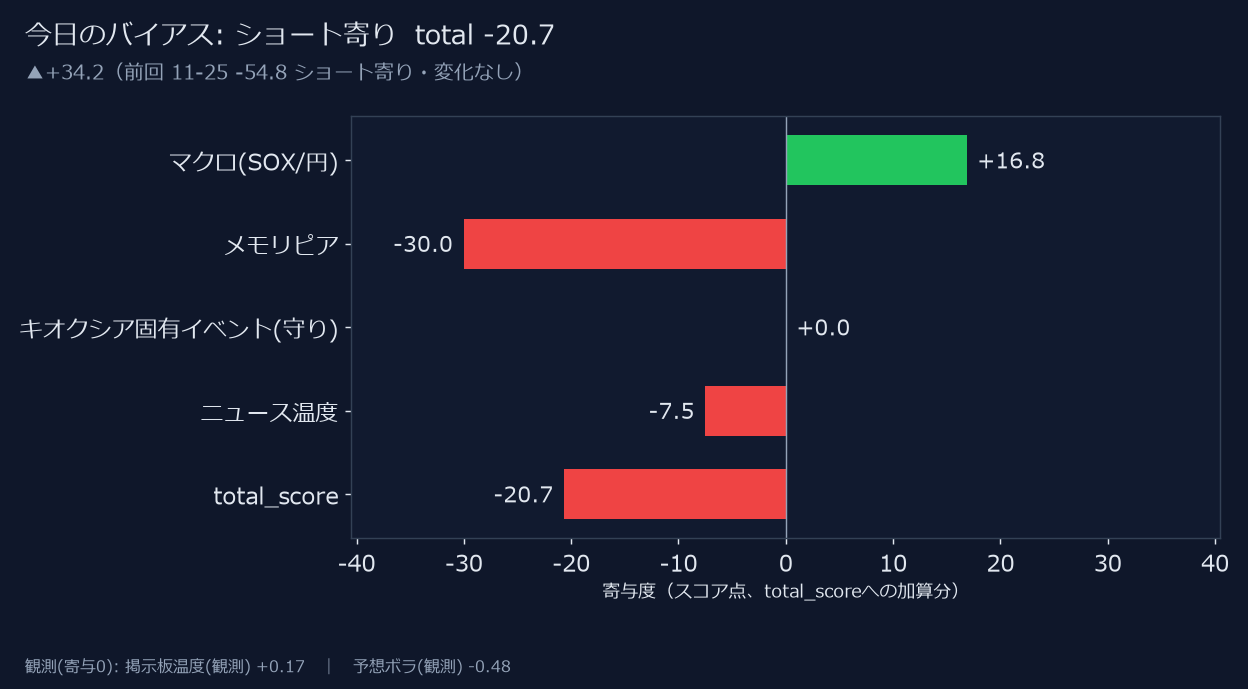 今日のバイアス: ショート寄り  total -20.7
▲+34.2（前回 11-25 -54.8 ショート寄り・変化なし）
マクロ(SOX/円)
+16.8
メモリピア
-30.0
キオクシア固有イベント(守り)
+0.0
ニュース温度
-7.5
total_score
-20.7
-40 -30 -20 -10 0 10 20 30 40
寄与度（スコア点、total_scoreへの加算分）
観測(寄与0): 掲示板温度(観測) +0.17 ｜ 予想ボラ(観測) -0.48